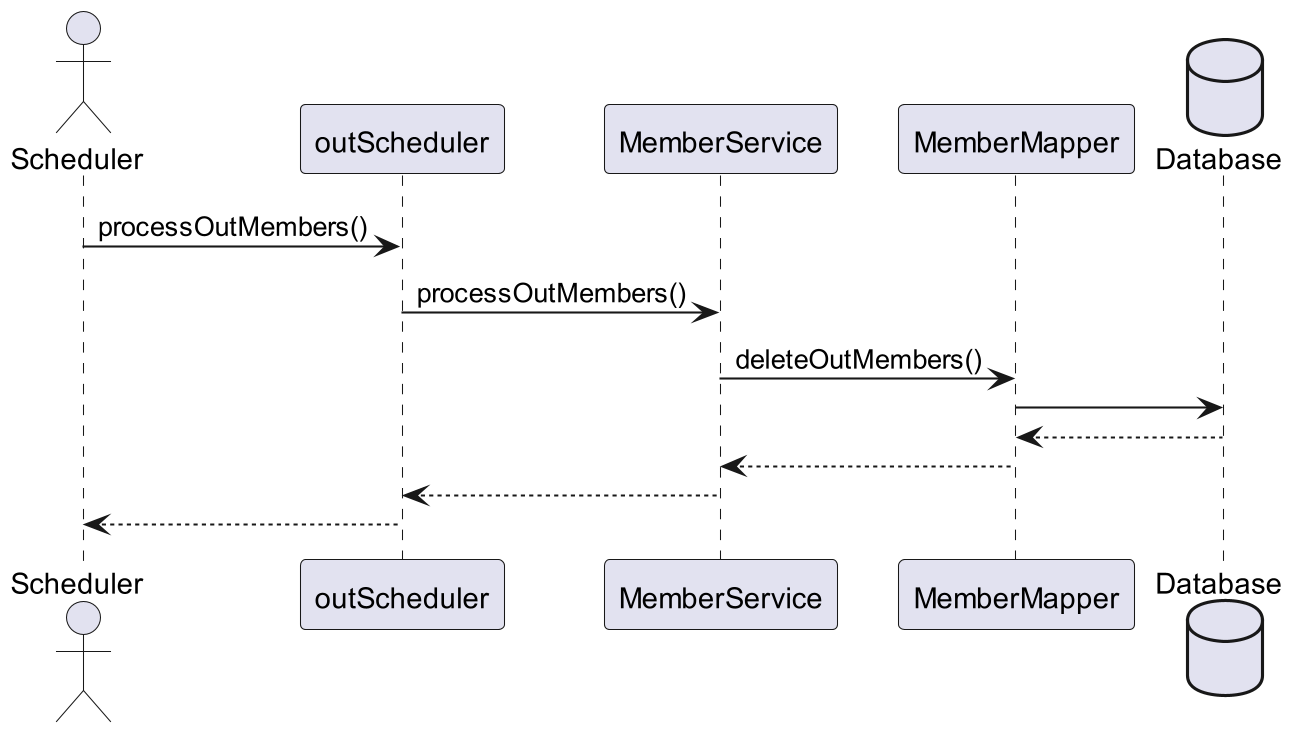 Scheduler
outScheduler
MemberService
MemberMapper
Database
processOutMembers()
processOutMembers()
deleteOutMembers()
Scheduler
outScheduler
MemberService
MemberMapper
Database